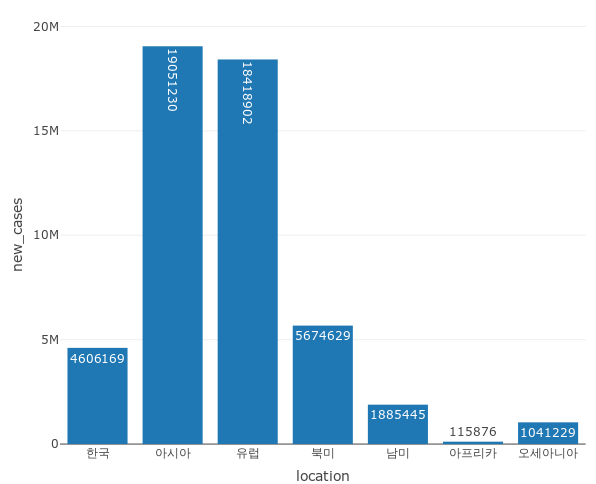 20M
15M
10M
5M
0
new_cases
4606169
19051230
18418902
5674629
1885445
115876
1041229
한국
아시아
유럽
북미
남미
아프리카
오세아니아
location